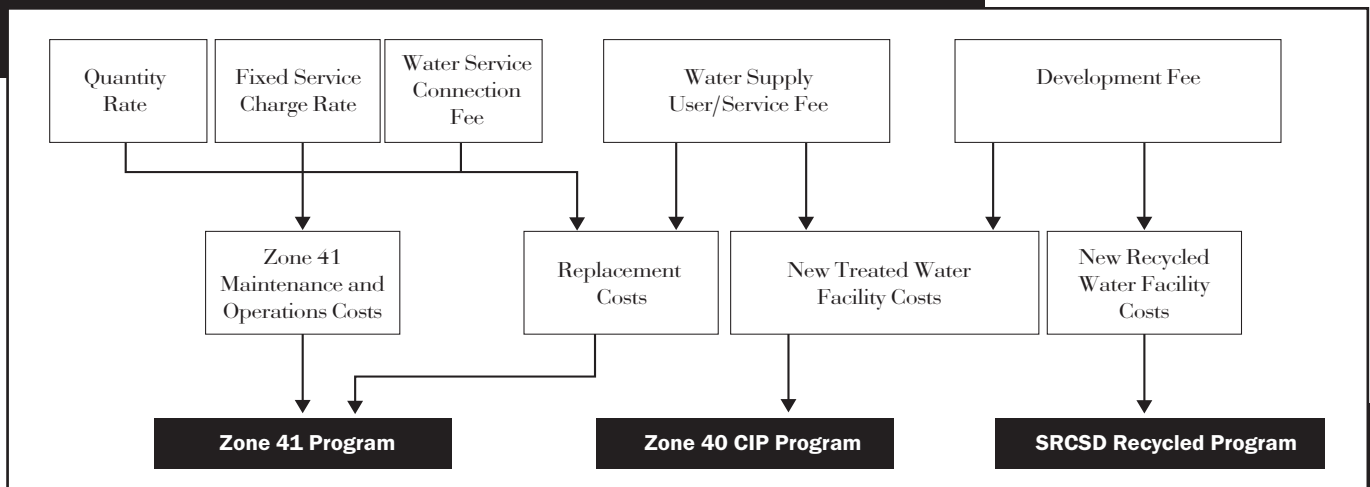 Quantity
Rate
Fixed Service
Charge Rate
Water Service
Connection
Fee
Water Supply
User/Service Fee
Development Fee
Zone 41
Maintenance and
Operations Costs
Replacement
Costs
New Treated Water
Facility Costs
New Recycled
Water Facility
Costs
Zone 41 Program
Zone 40 CIP Program
SRCSD Recycled Program